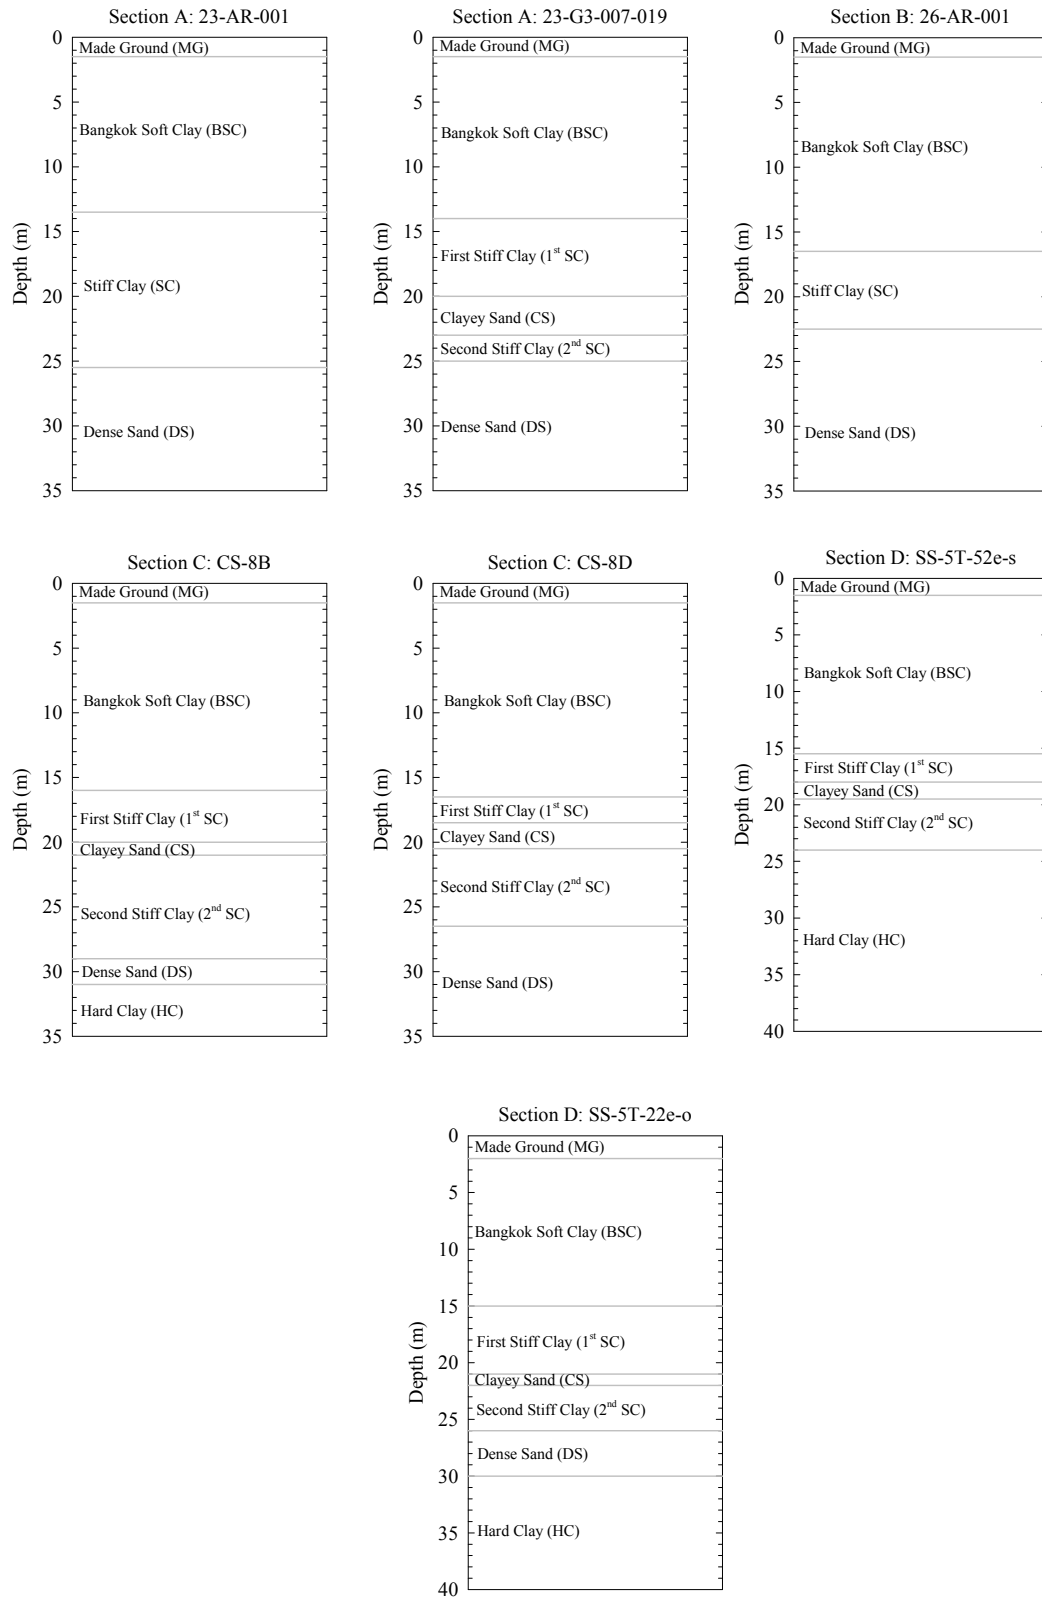 Section A: 23-AR-001
0
Made Ground (MG)
5
Bangkok Soft Clay (BSC)
10
15
Depth (m)
Stiff Clay (SC)
20
25
30
Dense Sand (DS)
35
Section A: 23-G3-007-019
0
Made Ground (MG)
5
Bangkok Soft Clay (BSC)
10
15
Depth (m)
First Stiff Clay (1st SC)
20
Clayey Sand (CS)
Second Stiff Clay (2nd SC)
25
30
Dense Sand (DS)
35
Section B: 26-AR-001
0
Made Ground (MG)
5
Bangkok Soft Clay (BSC)
10
15
Depth (m)
Stiff Clay (SC)
20
25
30
Dense Sand (DS)
35
Section C: CS-8B
0
Made Ground (MG)
5
Bangkok Soft Clay (BSC)
10
15
Depth (m)
First Stiff Clay (1st SC)
20
Clayey Sand (CS)
25
Second Stiff Clay (2nd SC)
30
Dense Sand (DS)
Hard Clay (HC)
35
Section C: CS-8D
0
Made Ground (MG)
5
Bangkok Soft Clay (BSC)
10
15
Depth (m)
First Stiff Clay (1st SC)
20
Clayey Sand (CS)
Second Stiff Clay (2nd SC)
25
30
Dense Sand (DS)
35
Section D: SS-5T-52e-s
0
Made Ground (MG)
5
Bangkok Soft Clay (BSC)
10
15
Depth (m)
First Stiff Clay (1st SC)
Clayey Sand (CS)
20
Second Stiff Clay (2nd SC)
25
30
Hard Clay (HC)
35
40
Section D: SS-5T-22e-o
0
Made Ground (MG)
5
Bangkok Soft Clay (BSC)
10
15
Depth (m)
First Stiff Clay (1st SC)
20
Clayey Sand (CS)
Second Stiff Clay (2nd SC)
25
Dense Sand (DS)
30
Hard Clay (HC)
35
40